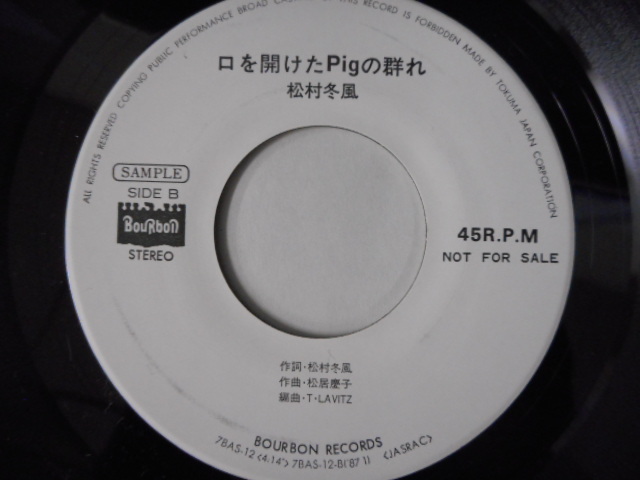 ALL RIGHTS RESERVED COPYING PUBLIC PERFORMANCE BROAD CASTING OF THIS RECORD IS FORBIDDEN MADE BY TOKUMA JAPAN CORPORATION
口を開けたPigの群れ
松村冬風
SAMPLE
SIDE B
BouRboN
STEREO
45R.P.M
NOT FOR SALE
作詞・松村冬風
作曲・松居慶子
編曲・T・LAVITZ
BOURBON RECORDS
7BAS-12〈4:14"〉7BAS-12-B('87 1) 〈JASRAC〉